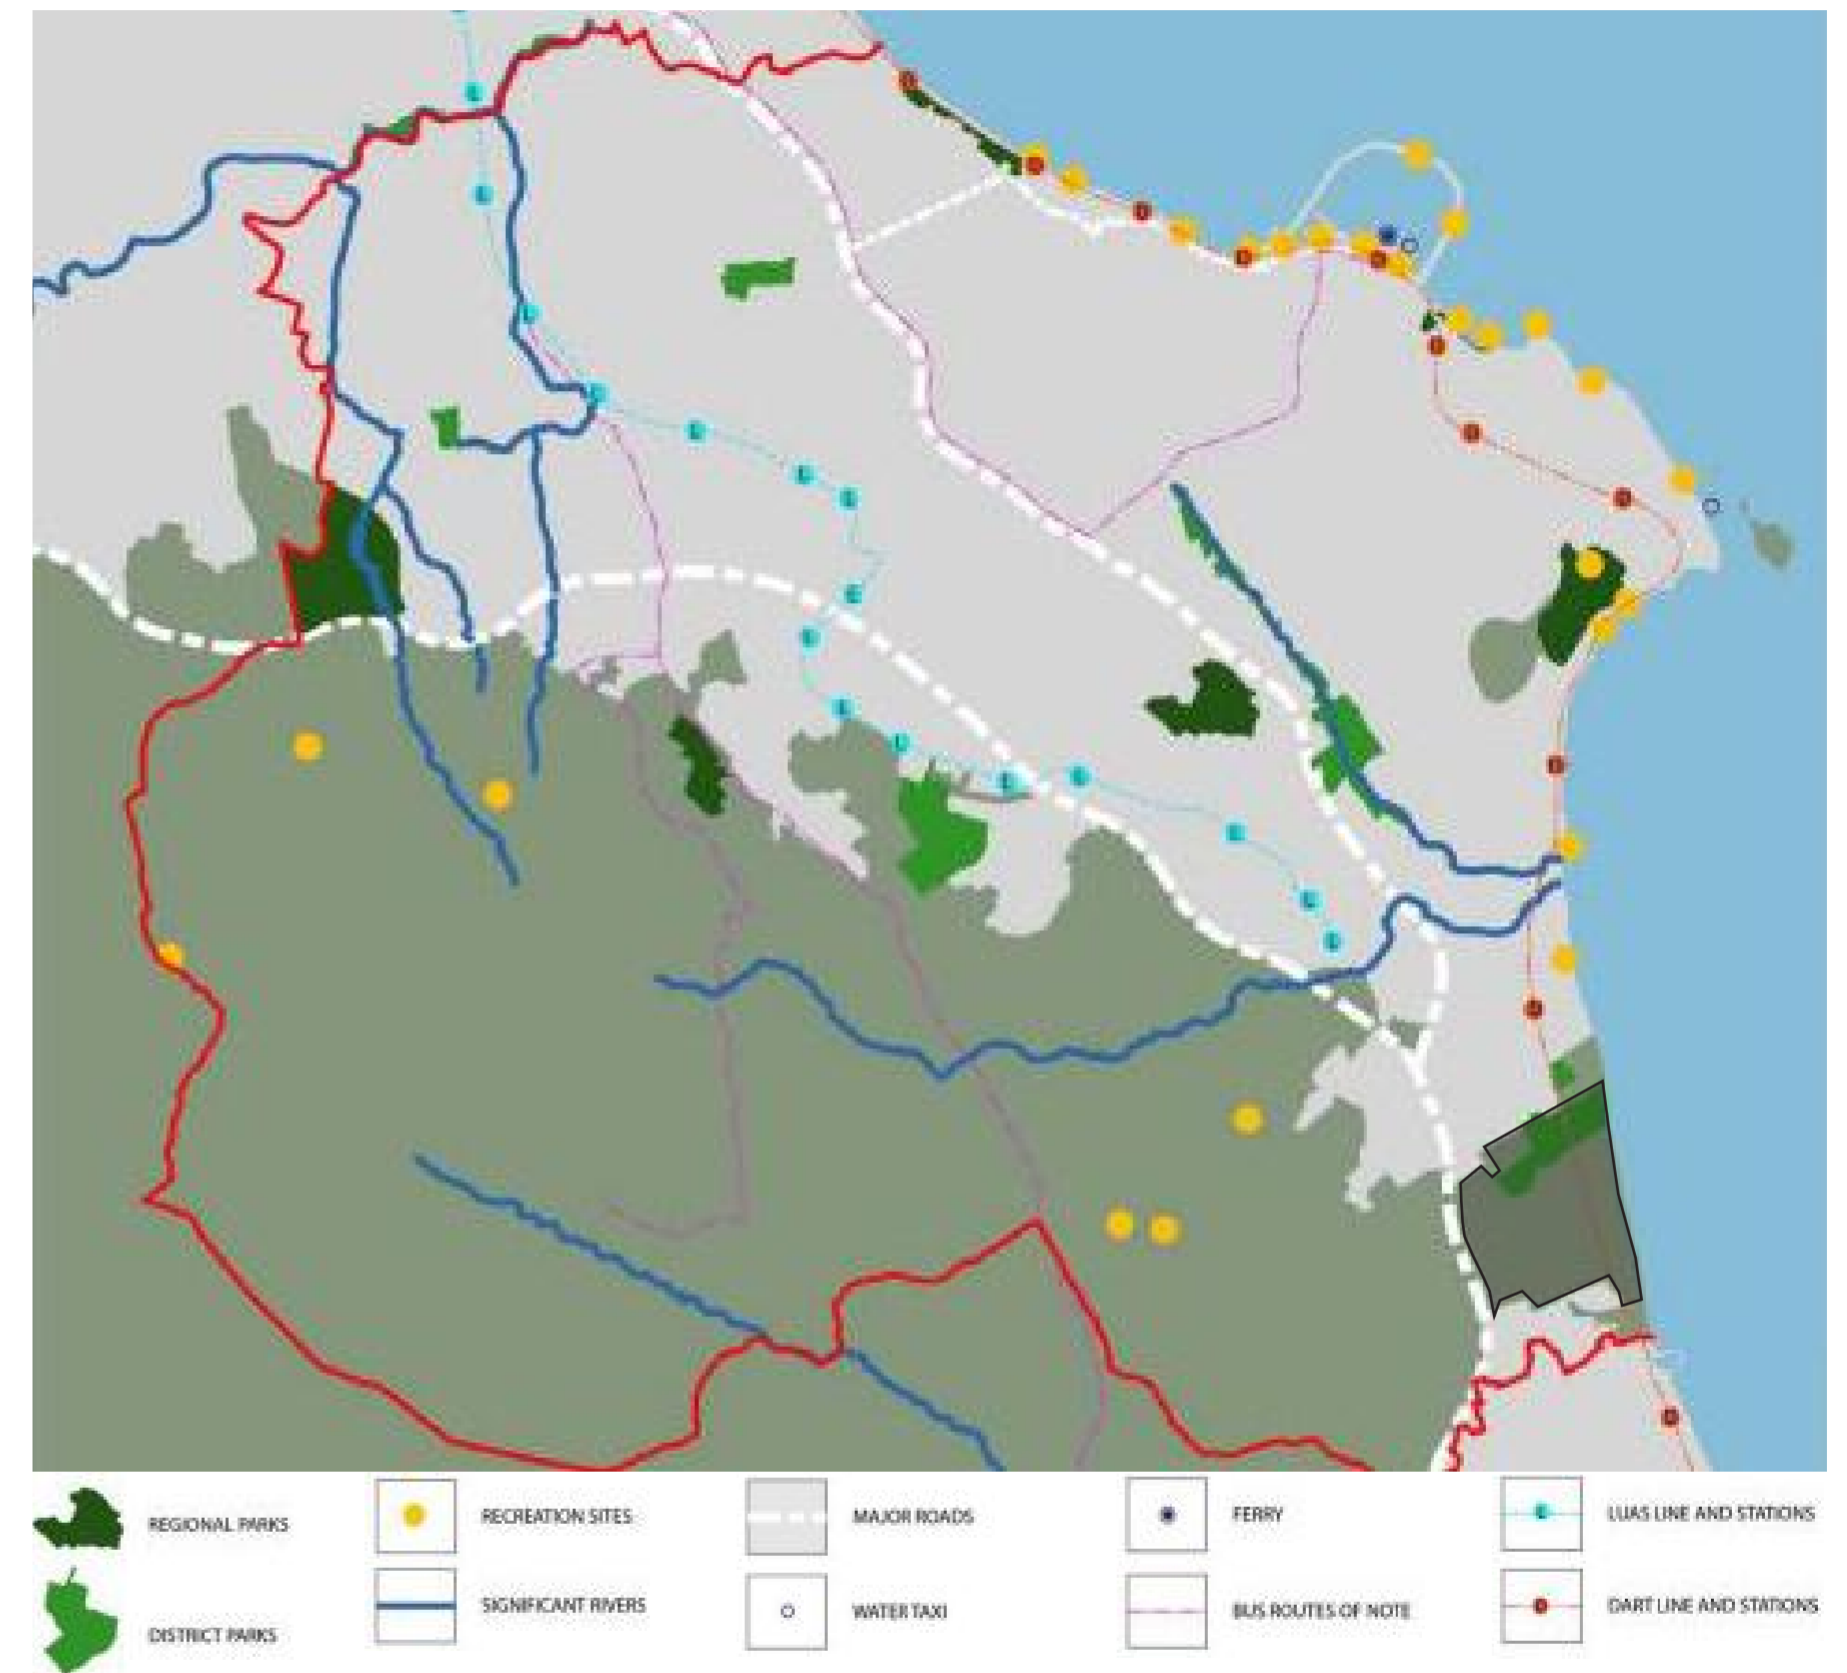 REGIONAL PARKS
RECREATION SITES
MAJOR ROADS
FERRY
LUAS LINE AND STATIONS
DISTRICT PARKS
SIGNIFICANT RIVERS
WATER TAXI
BUS ROUTES OF NOTE
DART LINE AND STATIONS